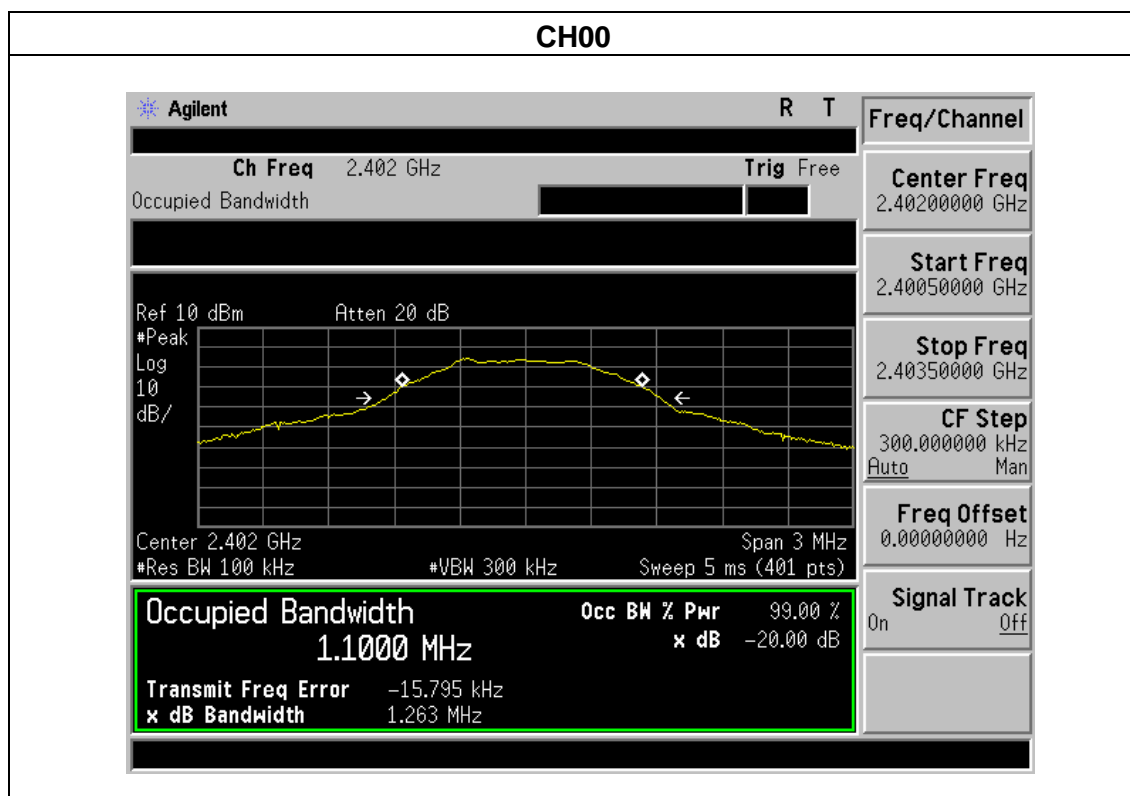 CH00
Agilent R T
Ch Freq 2.402 GHz Trig Free
Occupied Bandwidth
Ref 10 dBm Atten 20 dB
#Peak
Log
10
dB/
Center 2.402 GHz Span 3 MHz
#Res BW 100 kHz #VBW 300 kHz Sweep 5 ms (401 pts)
Occupied Bandwidth Occ BW % Pwr 99.00 %
1.1000 MHz x dB -20.00 dB
Transmit Freq Error -15.795 kHz
x dB Bandwidth 1.263 MHz
Freq/Channel
Center Freq
2.40200000 GHz
Start Freq
2.40050000 GHz
Stop Freq
2.40350000 GHz
CF Step
300.000000 kHz
Auto Man
Freq Offset
0.00000000 Hz
Signal Track
On Off